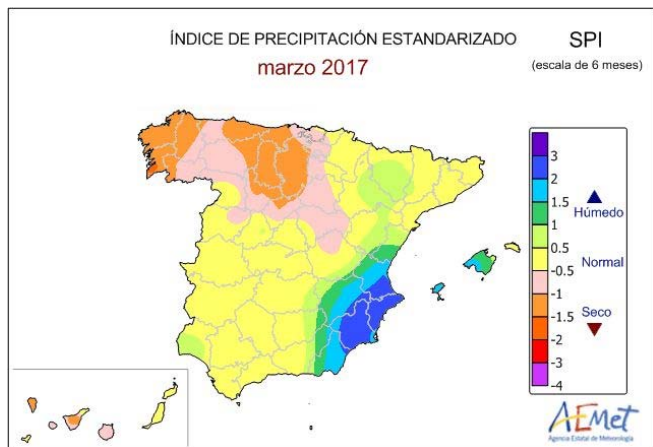 ÍNDICE DE PRECIPITACIÓN ESTANDARIZADO
marzo 2017
SPI
(escala de 6 meses)
3
2
1.5
1
0.5
-0.5
-1
-1.5
-2
-3
-4
Húmedo
Normal
Seco
AEMet
Agencia Estatal de Meteorología